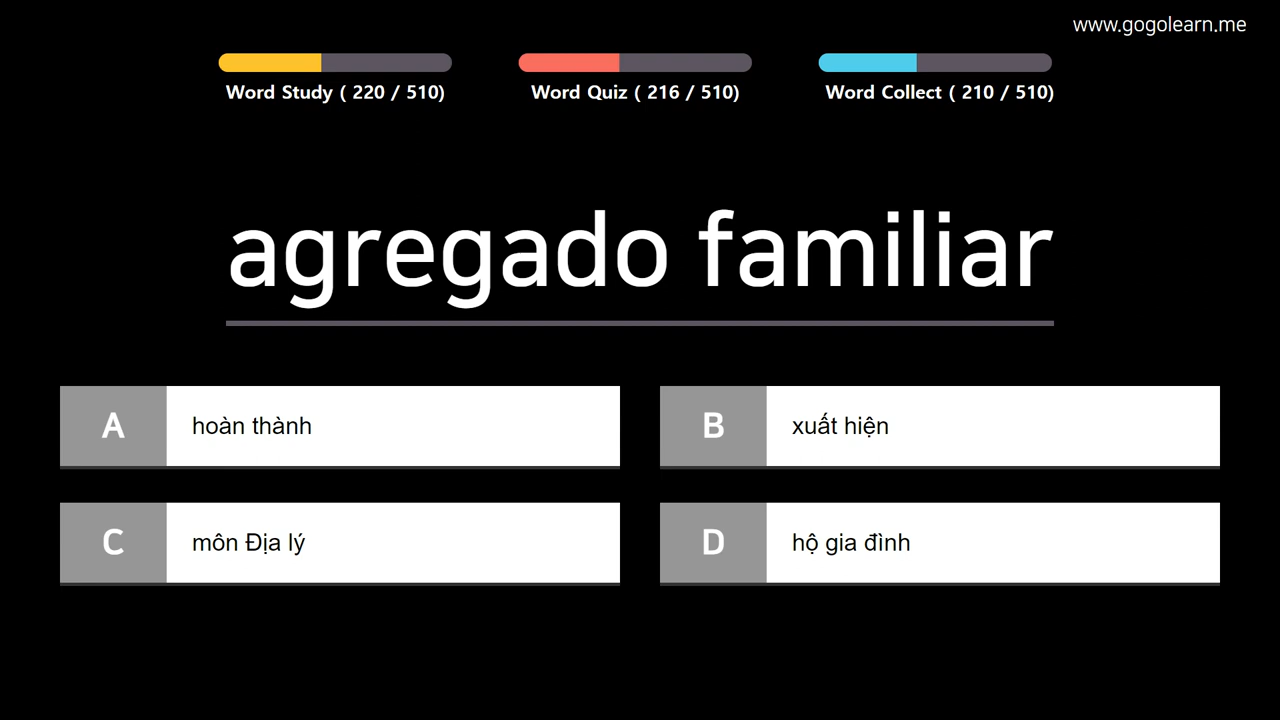 www.gogolearn.me
Word Study ( 220 / 510)
Word Quiz ( 216 / 510)
Word Collect ( 210 / 510)
agregado familiar
A
hoàn thành
B
xuất hiện
C
môn Địa lý
D
hộ gia đình